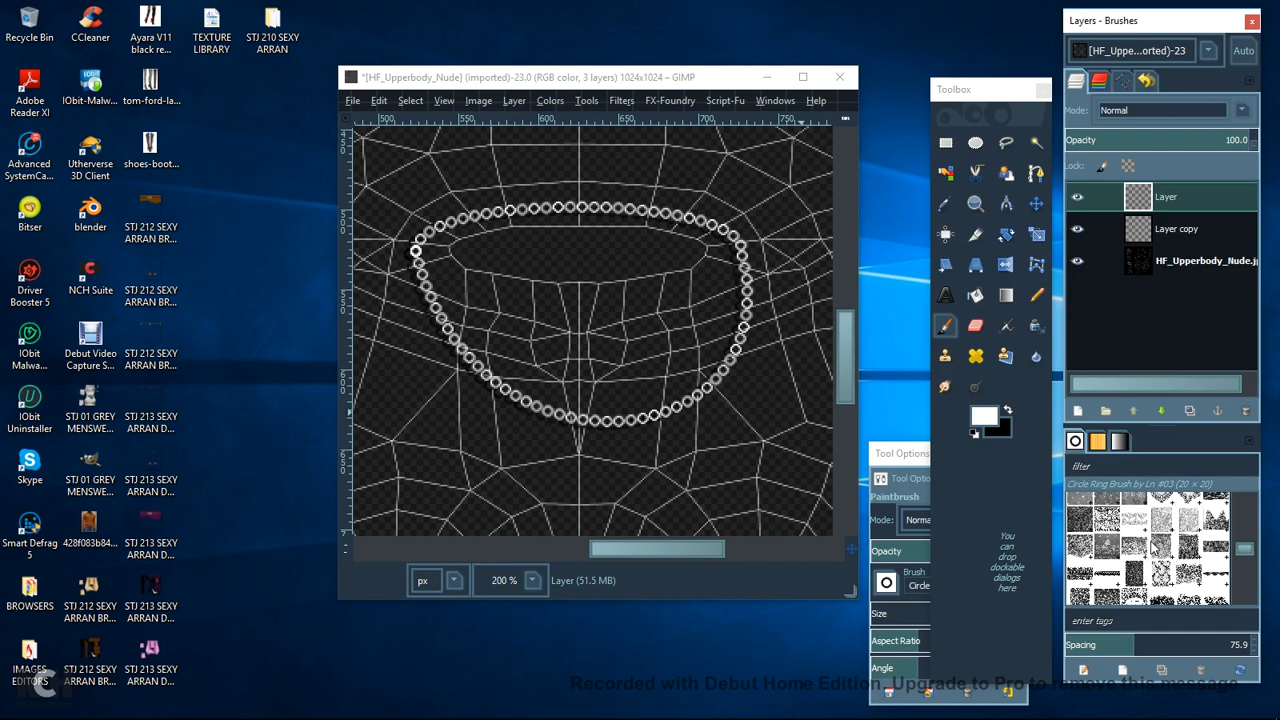 Recycle Bin
CCleaner
Ayara V11
black re...
TEXTURE
LIBRARY
STJ 210 SEXY
ARRAN
Adobe
Reader XI
IObit-Malw...
tom-ford-la...
Advanced
SystemCa...
Utherverse
3D Client
shoes-boot...
Bitser
blender
STJ 212 SEXY
ARRAN BR...
Driver
Booster 5
NCH Suite
STJ 212 SEXY
ARRAN BR...
IObit
Malwa...
Debut Video
Capture S...
STJ 212 SEXY
ARRAN BR...
IObit
Uninstaller
STJ 01 GREY
MENSWE...
STJ 213 SEXY
ARRAN D...
Skype
STJ 01 GREY
MENSWE...
STJ 213 SEXY
ARRAN D...
Smart Defrag
5
428f083b84...
STJ 213 SEXY
ARRAN D...
BROWSERS
STJ 212 SEXY
ARRAN BR...
STJ 213 SEXY
ARRAN D...
IMAGES
EDITORS
STJ 212 SEXY
ARRAN BR...
STJ 213 SEXY
ARRAN D...
*[HF_Upperbody_Nude] (imported)-23.0 (RGB color, 3 layers) 1024x1024 – GIMP
File Edit Select View Image Layer Colors Tools Filters FX-Foundry Script-Fu Windows Help
500 550 600 650 700 750
px 200 % Layer (51.5 MB)
Toolbox
You
can
drop
dockable
dialogs
here
Tool Options
Tool Optio
Paintbrush
Mode: Norma
Opacity
Brush
Circle
Size
Aspect Ratio
Angle
Layers - Brushes
[HF_Uppe...orted)-23 Auto
Mode: Normal
Opacity 100.0
Lock:
Layer
Layer copy
HF_Upperbody_Nude.j
filter
Circle Ring Brush by Ln #03 (20 × 20)
enter tags
Spacing 75.9
Recorded with Debut Home Edition. Upgrade to Pro to remove this message